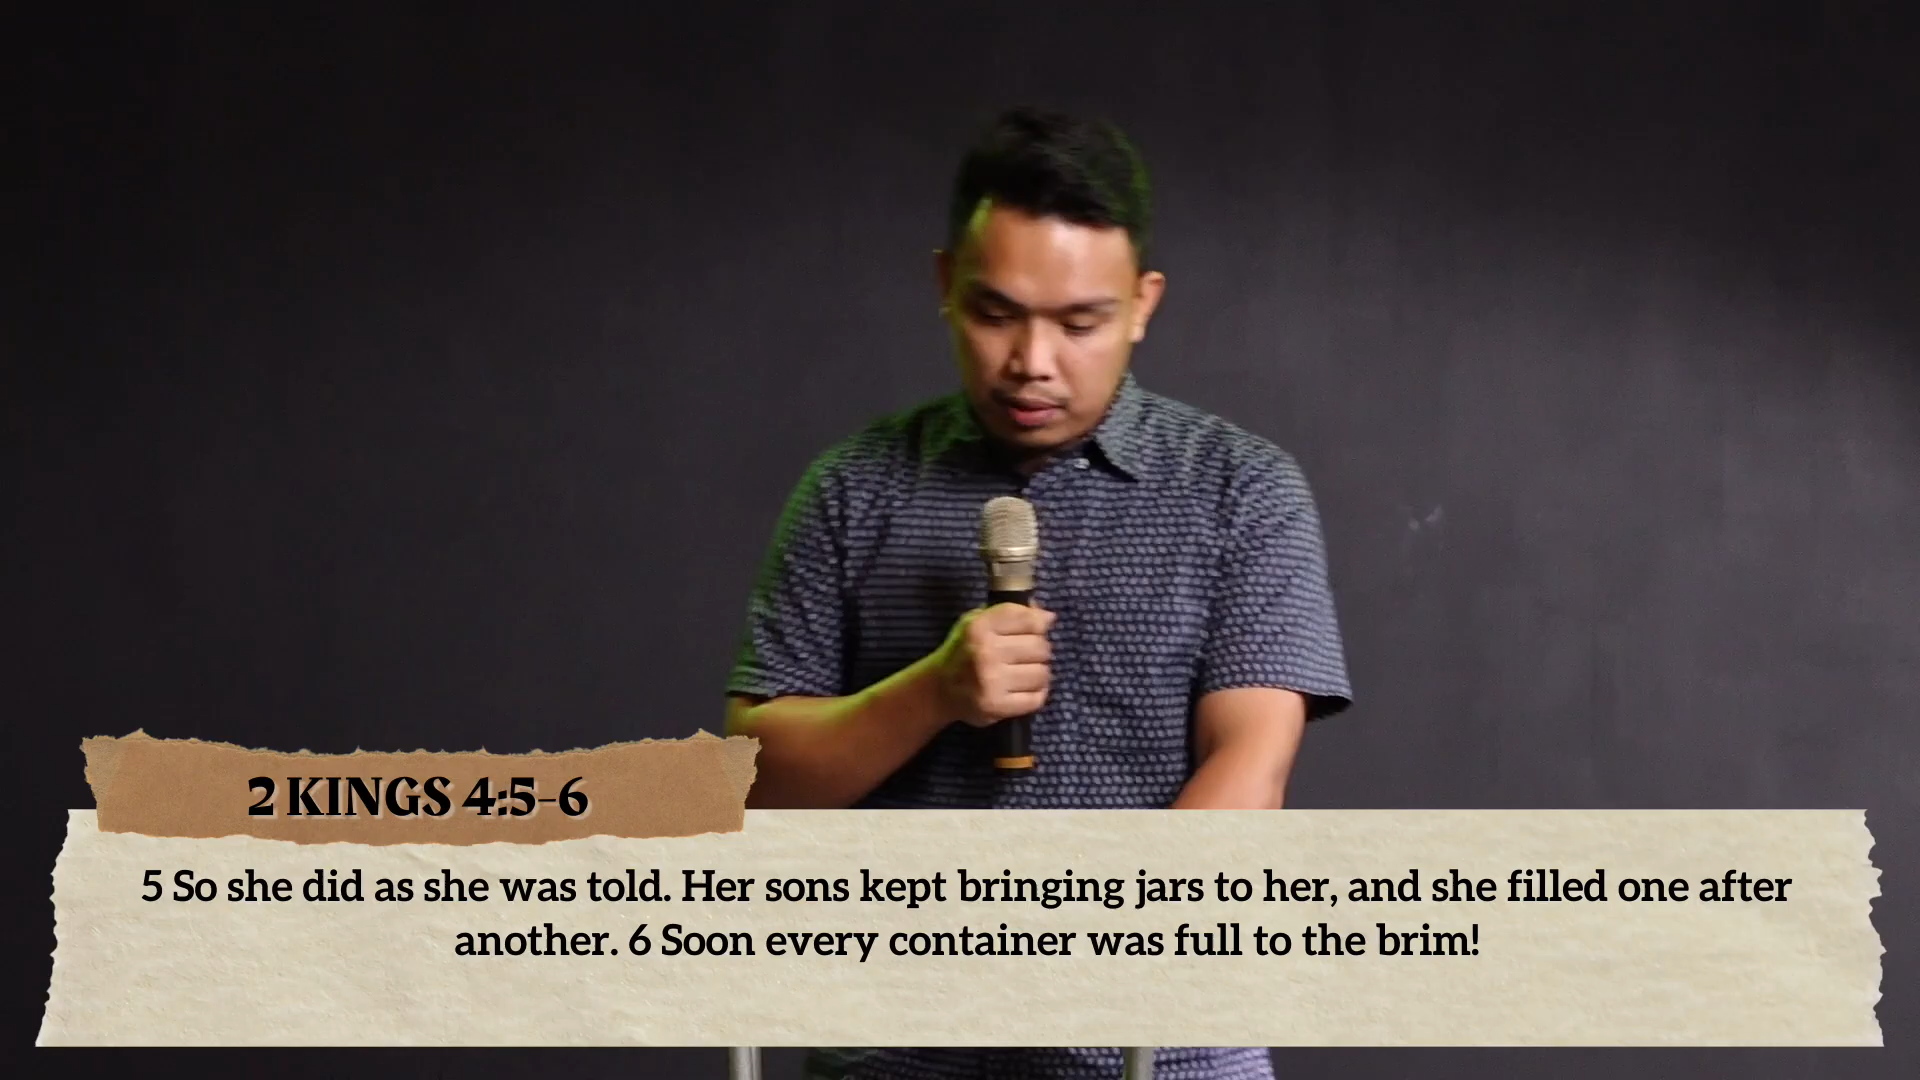 2 KINGS 4:5-6
5 So she did as she was told. Her sons kept bringing jars to her, and she filled one after
another. 6 Soon every container was full to the brim!